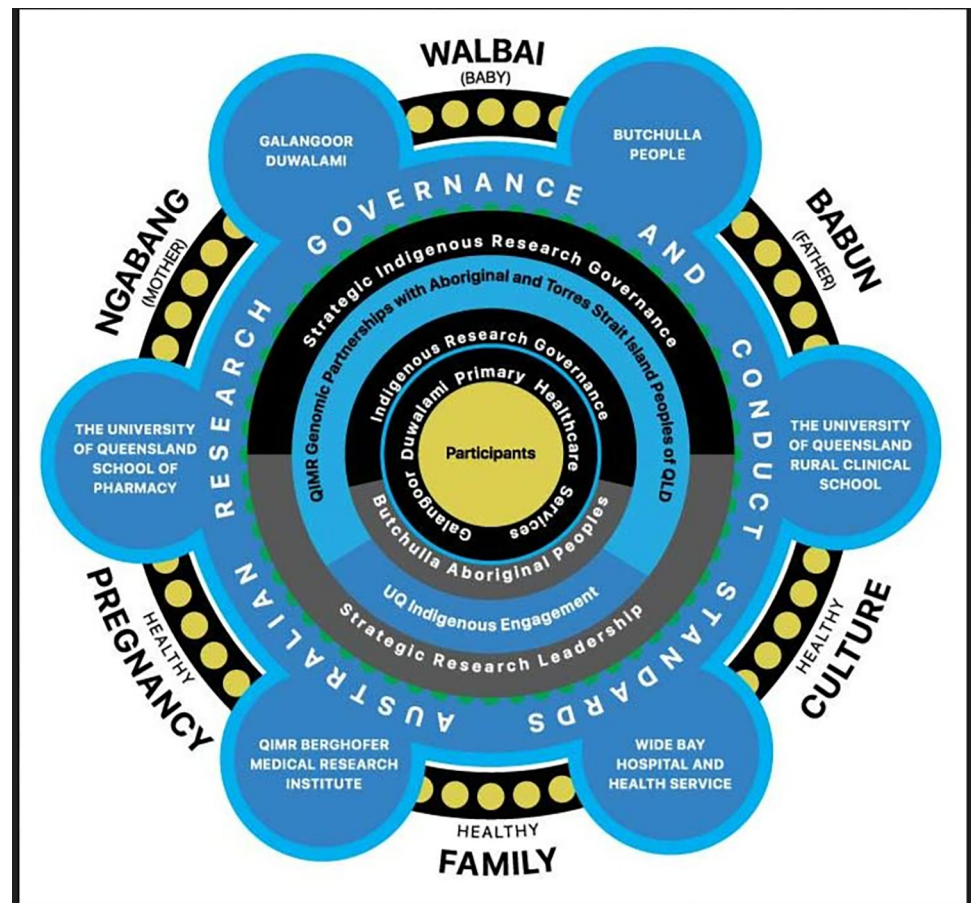 WALBAI
(BABY)
GALANGOOR
DUWALAMI
BUTCHULLA
PEOPLE
NGABANG
(MOTHER)
BABUN
(FATHER)
AUSTRALIAN RESEARCH GOVERNANCE AND CONDUCT STANDARDS
Strategic Indigenous Research Governance
QIMR Genomic Partnerships with Aboriginal and Torres Strait Island Peoples of QLD
Indigenous Research Governance
Galangoor Duwalami Primary Healthcare Services
Participants
THE UNIVERSITY
OF QUEENSLAND
SCHOOL OF
PHARMACY
THE UNIVERSITY
OF QUEENSLAND
RURAL CLINICAL
SCHOOL
Butchulla Aboriginal Peoples
UQ Indigenous Engagement
Strategic Research Leadership
HEALTHY
PREGNANCY
HEALTHY
CULTURE
QIMR BERGHOFER
MEDICAL RESEARCH
INSTITUTE
WIDE BAY
HOSPITAL AND
HEALTH SERVICE
HEALTHY
FAMILY